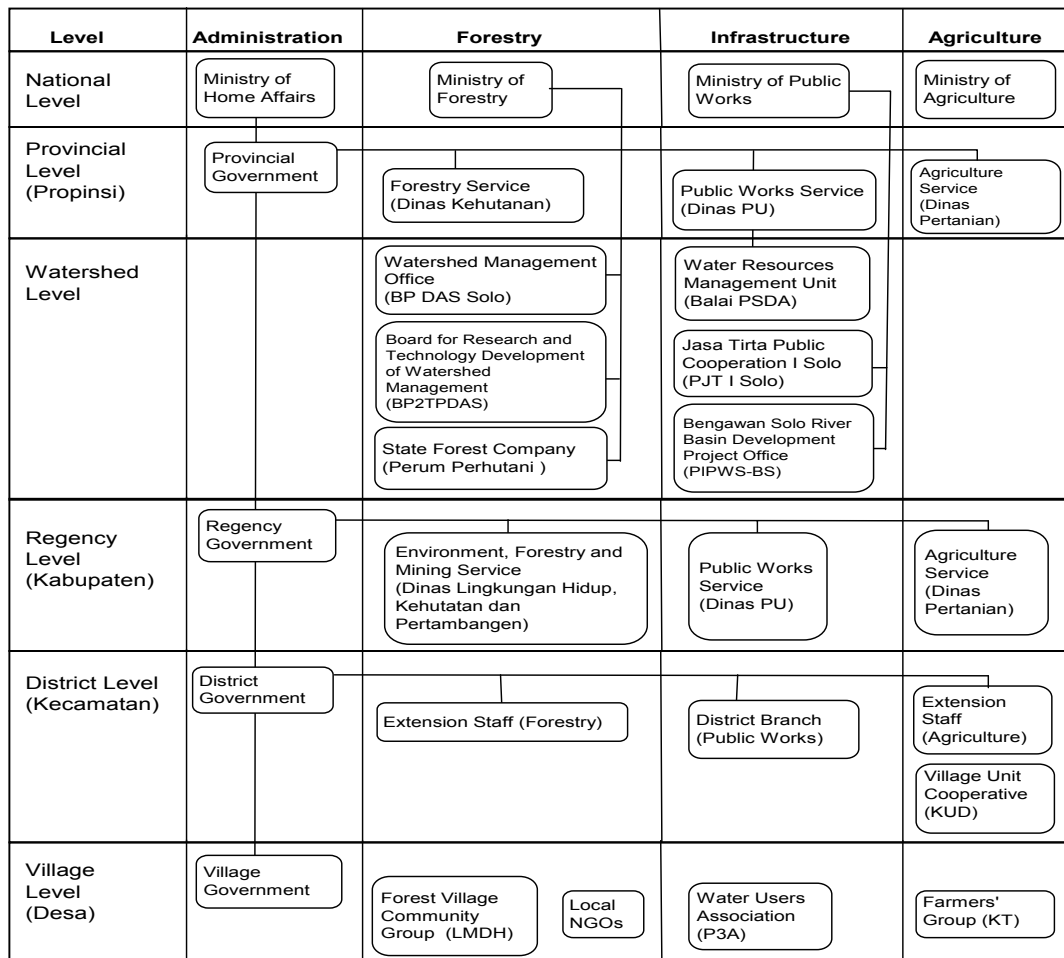 Level
Administration
Forestry
Infrastructure
Agriculture
National
Level
Ministry of
Home Affairs
Ministry of
Forestry
Ministry of Public
Works
Ministry of
Agriculture
Provincial
Level
(Propinsi)
Provincial
Government
Forestry Service
(Dinas Kehutanan)
Public Works Service
(Dinas PU)
Agriculture
Service
(Dinas
Pertanian)
Watershed
Level
Watershed Management
Office
(BP DAS Solo)
Board for Research and
Technology Development
of Watershed
Management
(BP2TPDAS)
State Forest Company
(Perum Perhutani )
Water Resources
Management Unit
(Balai PSDA)
Jasa Tirta Public
Cooperation I Solo
(PJT I Solo)
Bengawan Solo River
Basin Development
Project Office
(PIPWS-BS)
Regency
Level
(Kabupaten)
Regency
Government
Environment, Forestry and
Mining Service
(Dinas Lingkungan Hidup,
Kehutatan dan
Pertambangen)
Public Works
Service
(Dinas PU)
Agriculture
Service
(Dinas
Pertanian)
District Level
(Kecamatan)
District
Government
Extension Staff (Forestry)
District Branch
(Public Works)
Extension
Staff
(Agriculture)
Village Unit
Cooperative
(KUD)
Village
Level
(Desa)
Village
Government
Forest Village
Community
Group (LMDH)
Local
NGOs
Water Users
Association
(P3A)
Farmers'
Group (KT)